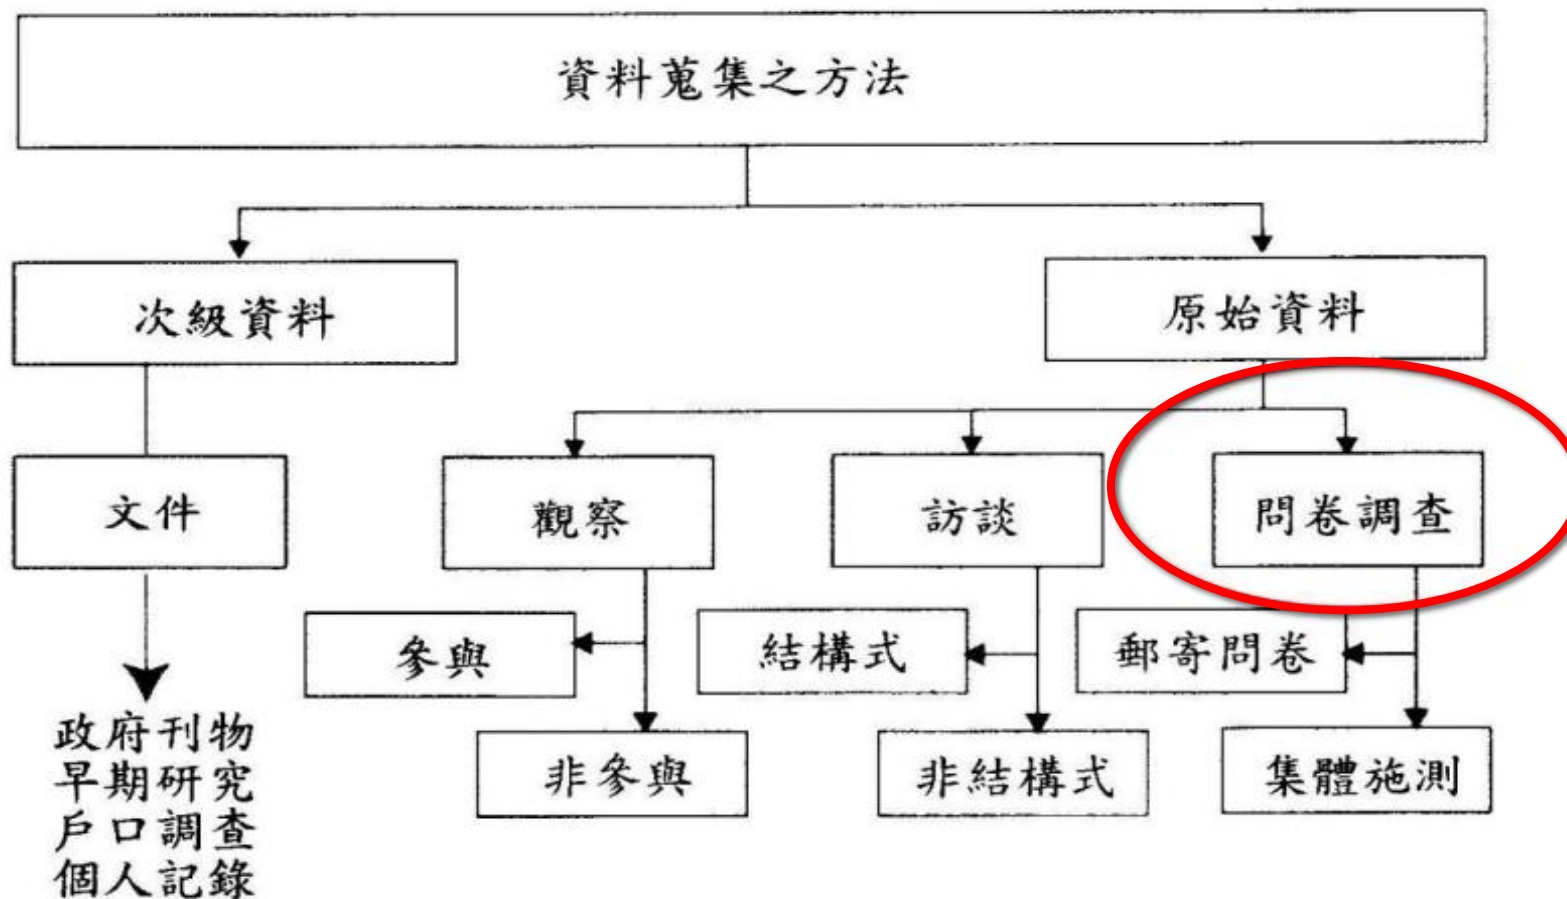 資料蒐集之方法
次級資料
原始資料
文件
觀察
訪談
問卷調查
參與
結構式
郵寄問卷
非參與
非結構式
集體施測
政府刊物
早期研究
戶口調查
個人記錄